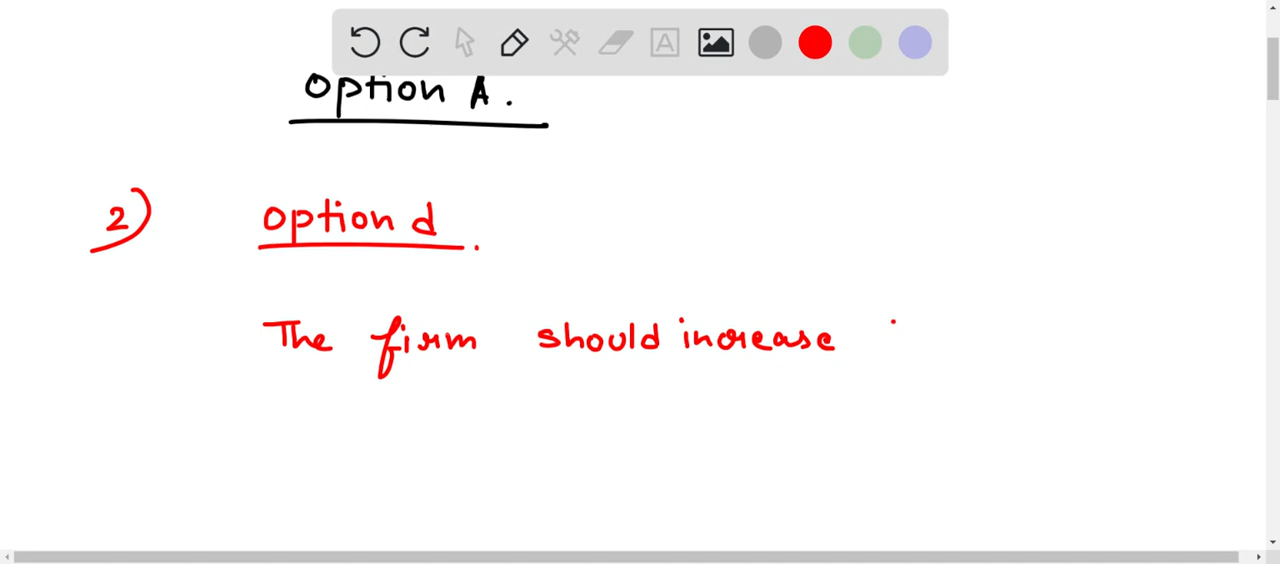 Option A.
2) Option d.
The firm should increase